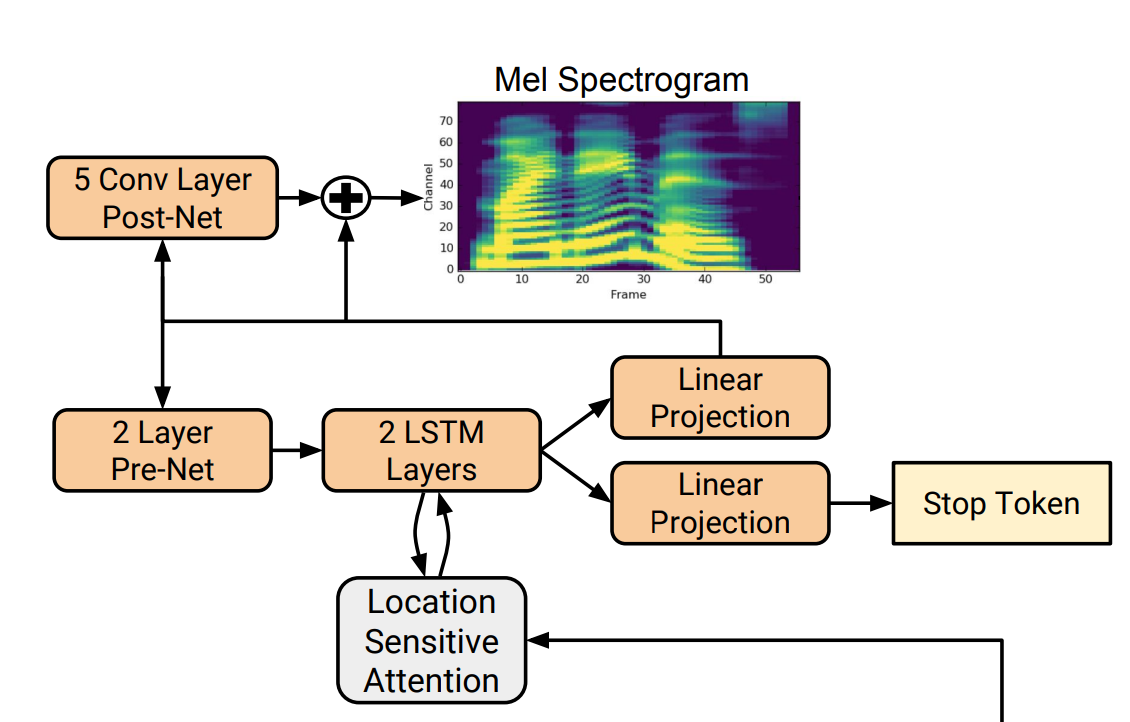 Mel Spectrogram
70
60
50
40
30
20
10
0
Channel
0 10 20 30 40 50
Frame
5 Conv Layer
Post-Net
Linear
Projection
2 Layer
Pre-Net
2 LSTM
Layers
Linear
Projection
Stop Token
Location
Sensitive
Attention